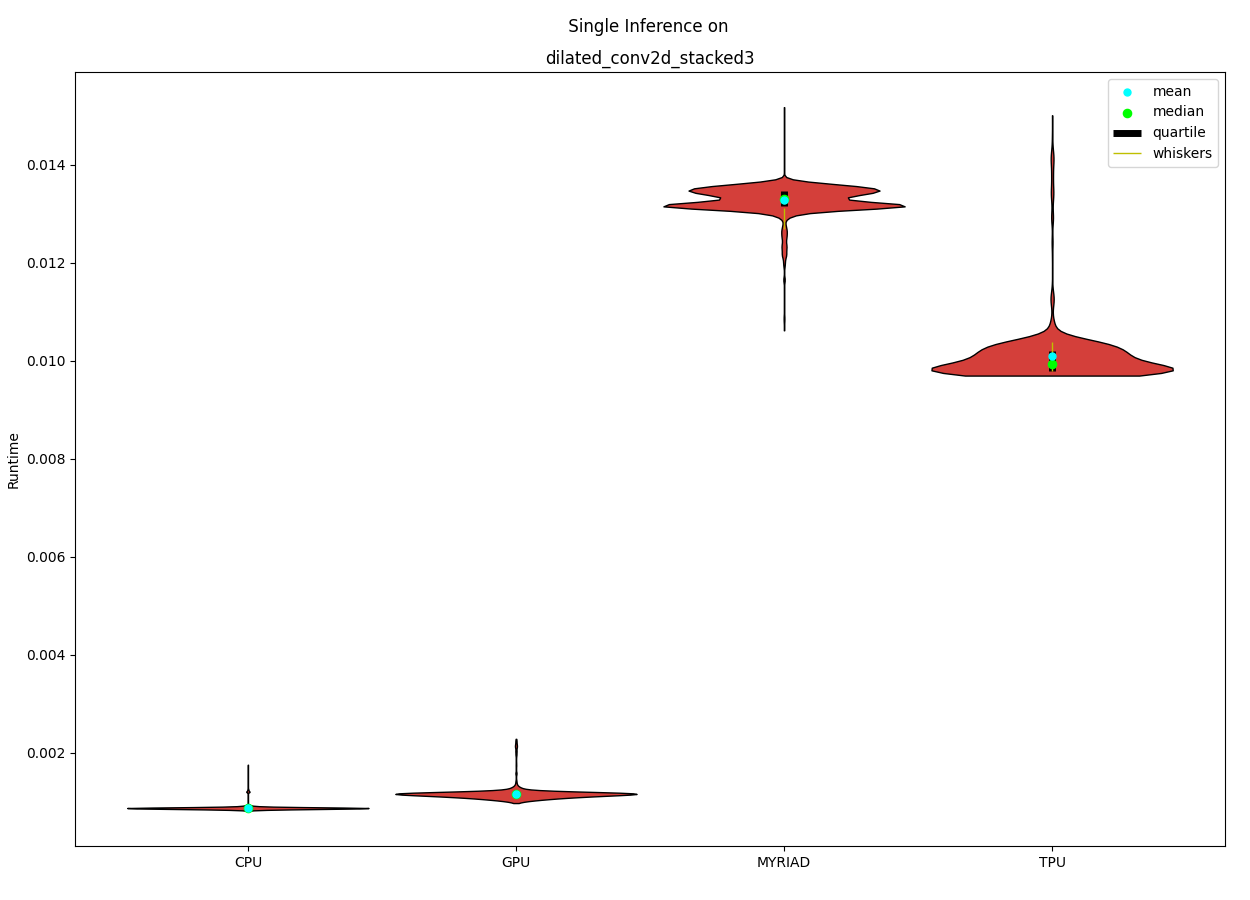 Single Inference on
dilated_conv2d_stacked3
mean
median
quartile
whiskers
Runtime
0.014
0.012
0.010
0.008
0.006
0.004
0.002
CPU
GPU
MYRIAD
TPU